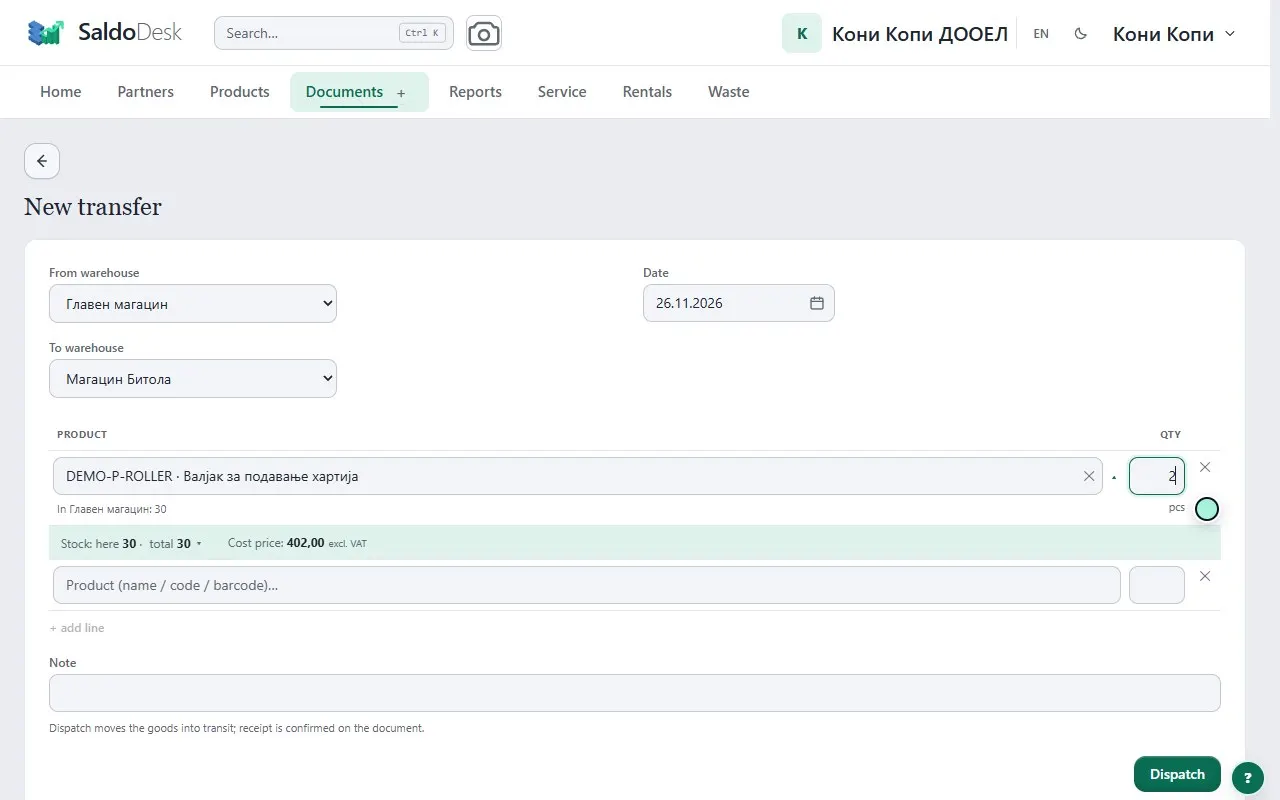 SaldoDesk
Search... Ctrl K
K Кони Копи ДООЕЛ EN Кони Копи
Home Partners Products Documents + Reports Service Rentals Waste
New transfer
From warehouse
Главен магацин
Date
26.11.2026
To warehouse
Магацин Битола
PRODUCT QTY
DEMO-P-ROLLER · Валјак за подавање хартија 2
In Главен магацин: 30 pcs
Stock: here 30 · total 30 Cost price: 402,00 excl. VAT
Product (name / code / barcode)...
+ add line
Note
Dispatch moves the goods into transit; receipt is confirmed on the document.
Dispatch ?